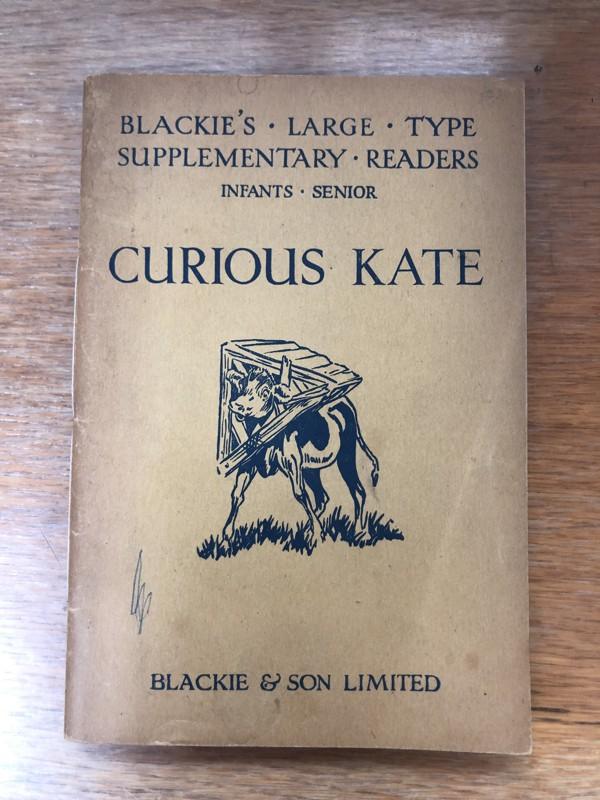 BLACKIE'S · LARGE · TYPE
SUPPLEMENTARY · READERS
INFANTS · SENIOR
CURIOUS KATE
BLACKIE & SON LIMITED